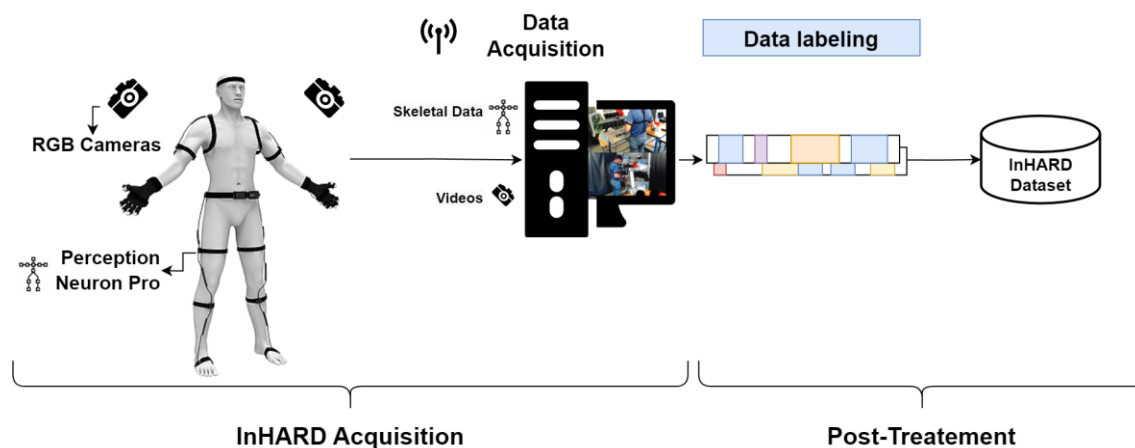 Data
Acquisition
Data labeling
Skeletal Data
RGB Cameras
Videos
InHARD
Dataset
Perception
Neuron Pro
InHARD Acquisition
Post-Treatement